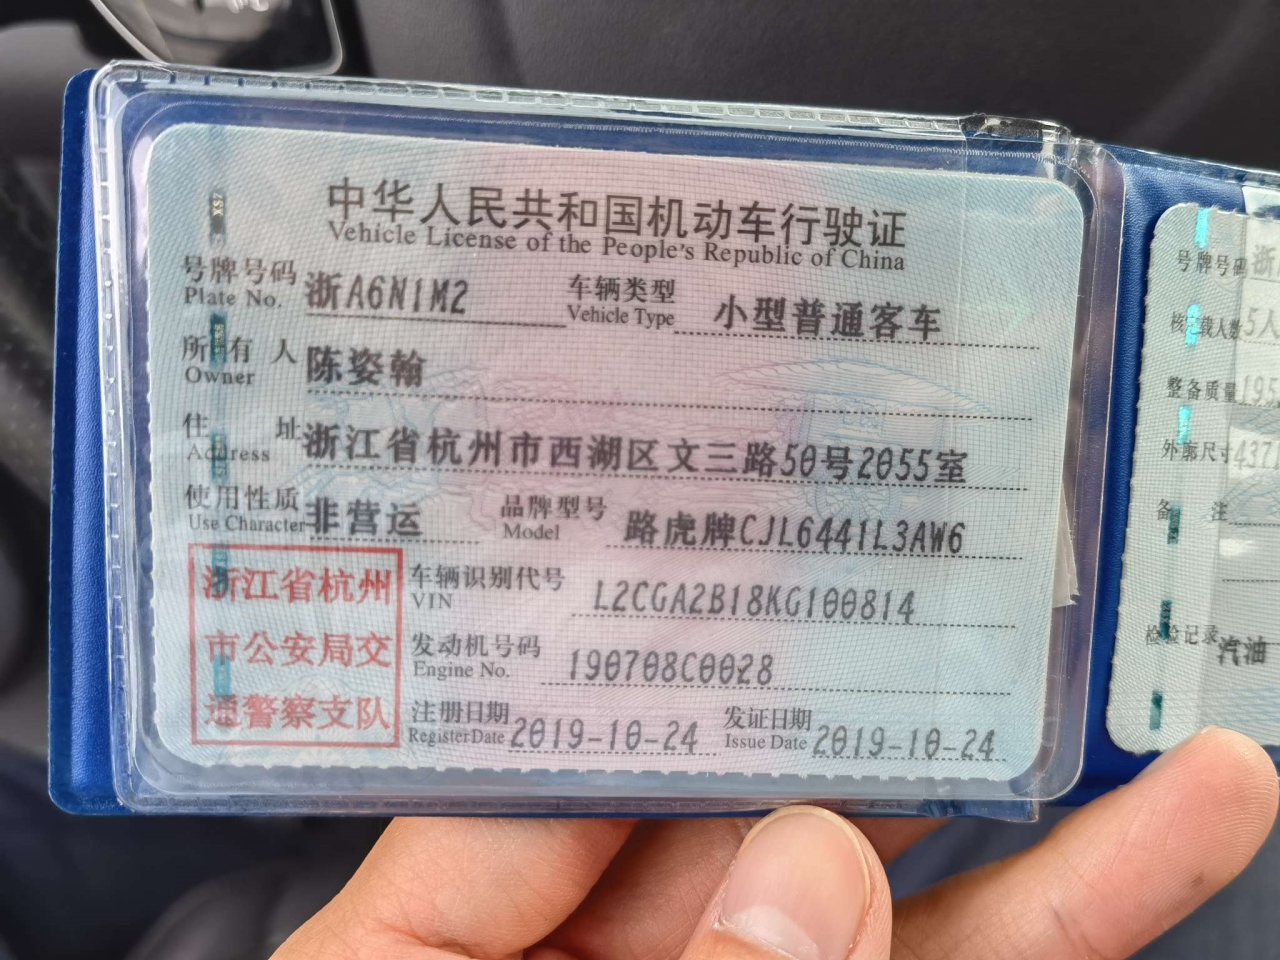 中华人民共和国机动车行驶证
Vehicle License of the People's Republic of China
号牌号码 浙A6N1M2 车辆类型 小型普通客车
Plate No. Vehicle Type
所有人 陈姿翰
Owner
住址 浙江省杭州市西湖区文三路50号2055室
Address
使用性质 非营运 品牌型号 路虎牌CJL6441L3AW6
Use Character Model
浙江省杭州
市公安局交
通警察支队
车辆识别代号 L2CGA2B18KG100814
VIN
发动机号码 190708C0028
Engine No.
注册日期 2019-10-24 发证日期 2019-10-24
Register Date Issue Date
号牌号码 浙
核定载人数 5人
整备质量 195
外廓尺寸 4371
备注
检验记录
汽油